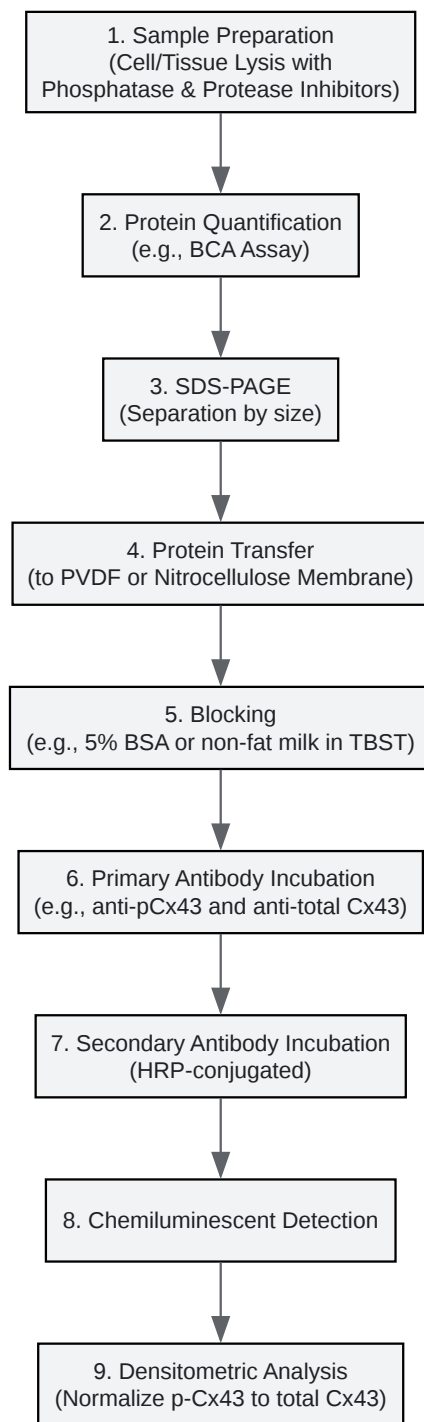 1. Sample Preparation
(Cell/Tissue Lysis with
Phosphatase & Protease Inhibitors)
2. Protein Quantification
(e.g., BCA Assay)
3. SDS-PAGE
(Separation by size)
4. Protein Transfer
(to PVDF or Nitrocellulose Membrane)
5. Blocking
(e.g., 5% BSA or non-fat milk in TBST)
6. Primary Antibody Incubation
(e.g., anti-pCx43 and anti-total Cx43)
7. Secondary Antibody Incubation
(HRP-conjugated)
8. Chemiluminescent Detection
9. Densitometric Analysis
(Normalize p-Cx43 to total Cx43)